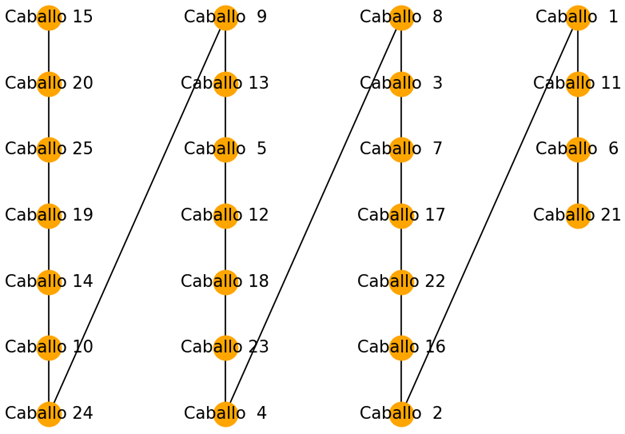 Caballo 15
Caballo 20
Caballo 25
Caballo 19
Caballo 14
Caballo 10
Caballo 24
Caballo 9
Caballo 13
Caballo 5
Caballo 12
Caballo 18
Caballo 23
Caballo 4
Caballo 8
Caballo 3
Caballo 7
Caballo 17
Caballo 22
Caballo 16
Caballo 2
Caballo 1
Caballo 11
Caballo 6
Caballo 21